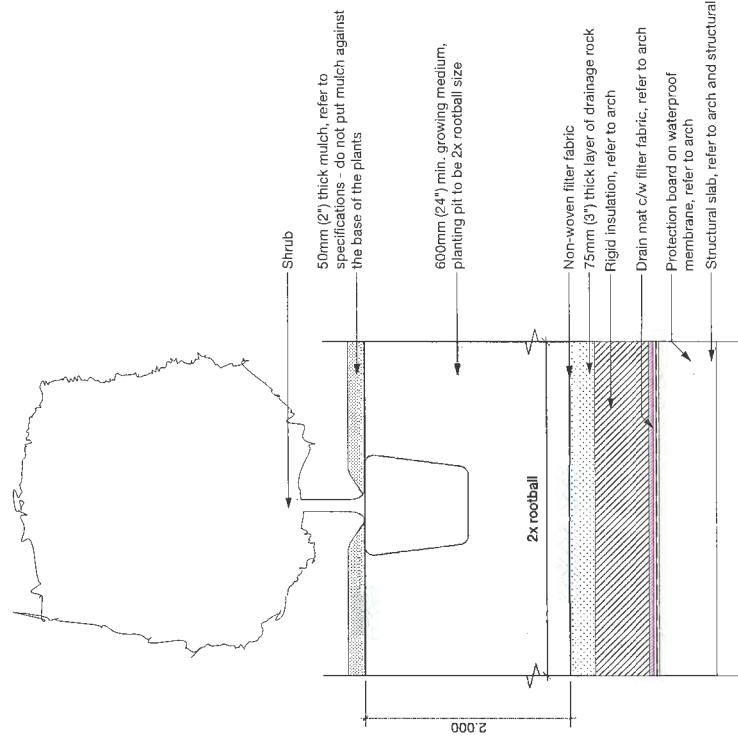 Shrub
50mm (2") thick mulch, refer to
specifications - do not put mulch against
the base of the plants
600mm (24") min. growing medium,
planting pit to be 2x rootball size
Non-woven filter fabric
75mm (3") thick layer of drainage rock
Rigid insulation, refer to arch
Drain mat c/w filter fabric, refer to arch
Protection board on waterproof
membrane, refer to arch
Structural slab, refer to arch and structural
2x rootball
2.000